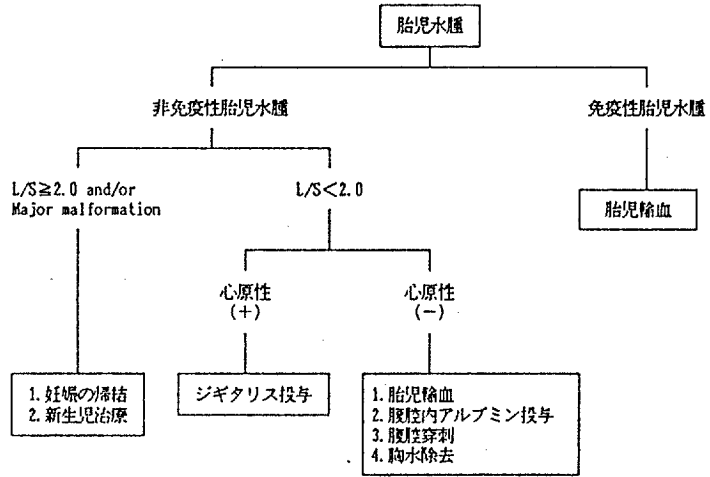 胎児水腫
非免疫性胎児水腫
免疫性胎児水腫
L/S≧2.0 and/or
Major malformation
L/S<2.0
胎児輸血
心原性
(+)
心原性
(-)
1.妊娠の帰結
2.新生児治療
ジギタリス投与
1.胎児輸血
2.腹腔内アルブミン投与
3.腹腔穿刺
4.胸水除去